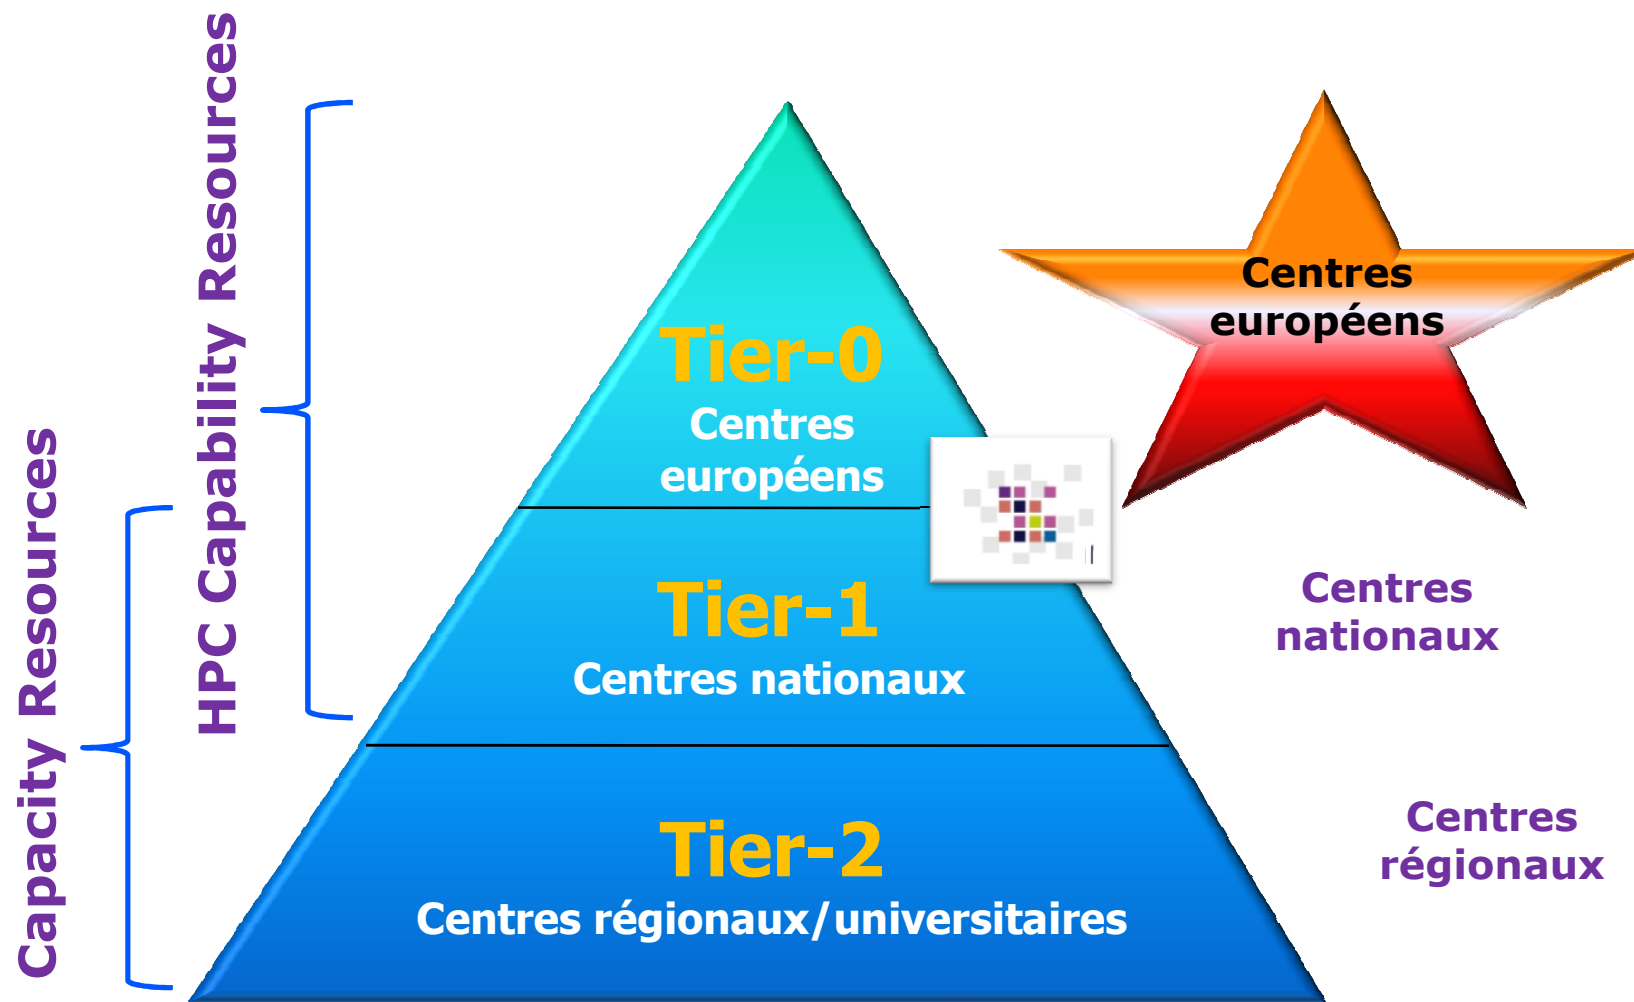 Capacity Resources
HPC Capability Resources
Tier-0
Centres
européens
Tier-1
Centres nationaux
Tier-2
Centres régionaux/universitaires
Centres
européens
Centres
nationaux
Centres
régionaux